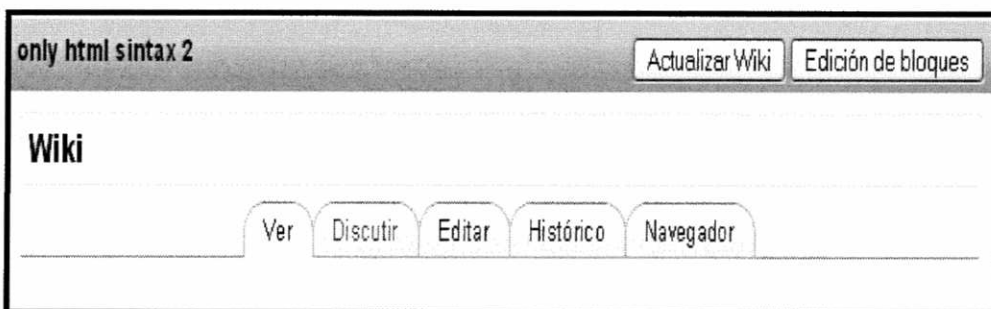 only html sintax 2
Actualizar Wiki Edición de bloques
Wiki
Ver Discutir Editar Histórico Navegador